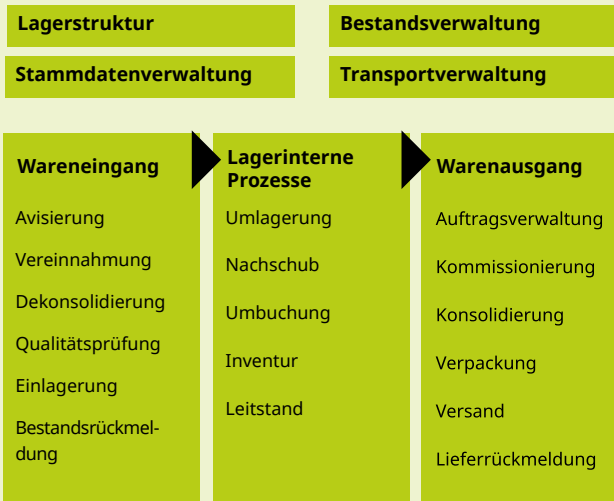 Lagerstruktur
Bestandsverwaltung
Stammdatenverwaltung
Transportverwaltung
Wareneingang
Avisierung
Vereinnahmung
Dekonsolidierung
Qualitätsprüfung
Einlagerung
Bestandsrückmel-
dung
Lagerinterne
Prozesse
Umlagerung
Nachschub
Umbuchung
Inventur
Leitstand
Warenausgang
Auftragsverwaltung
Kommissionierung
Konsolidierung
Verpackung
Versand
Lieferrückmeldung